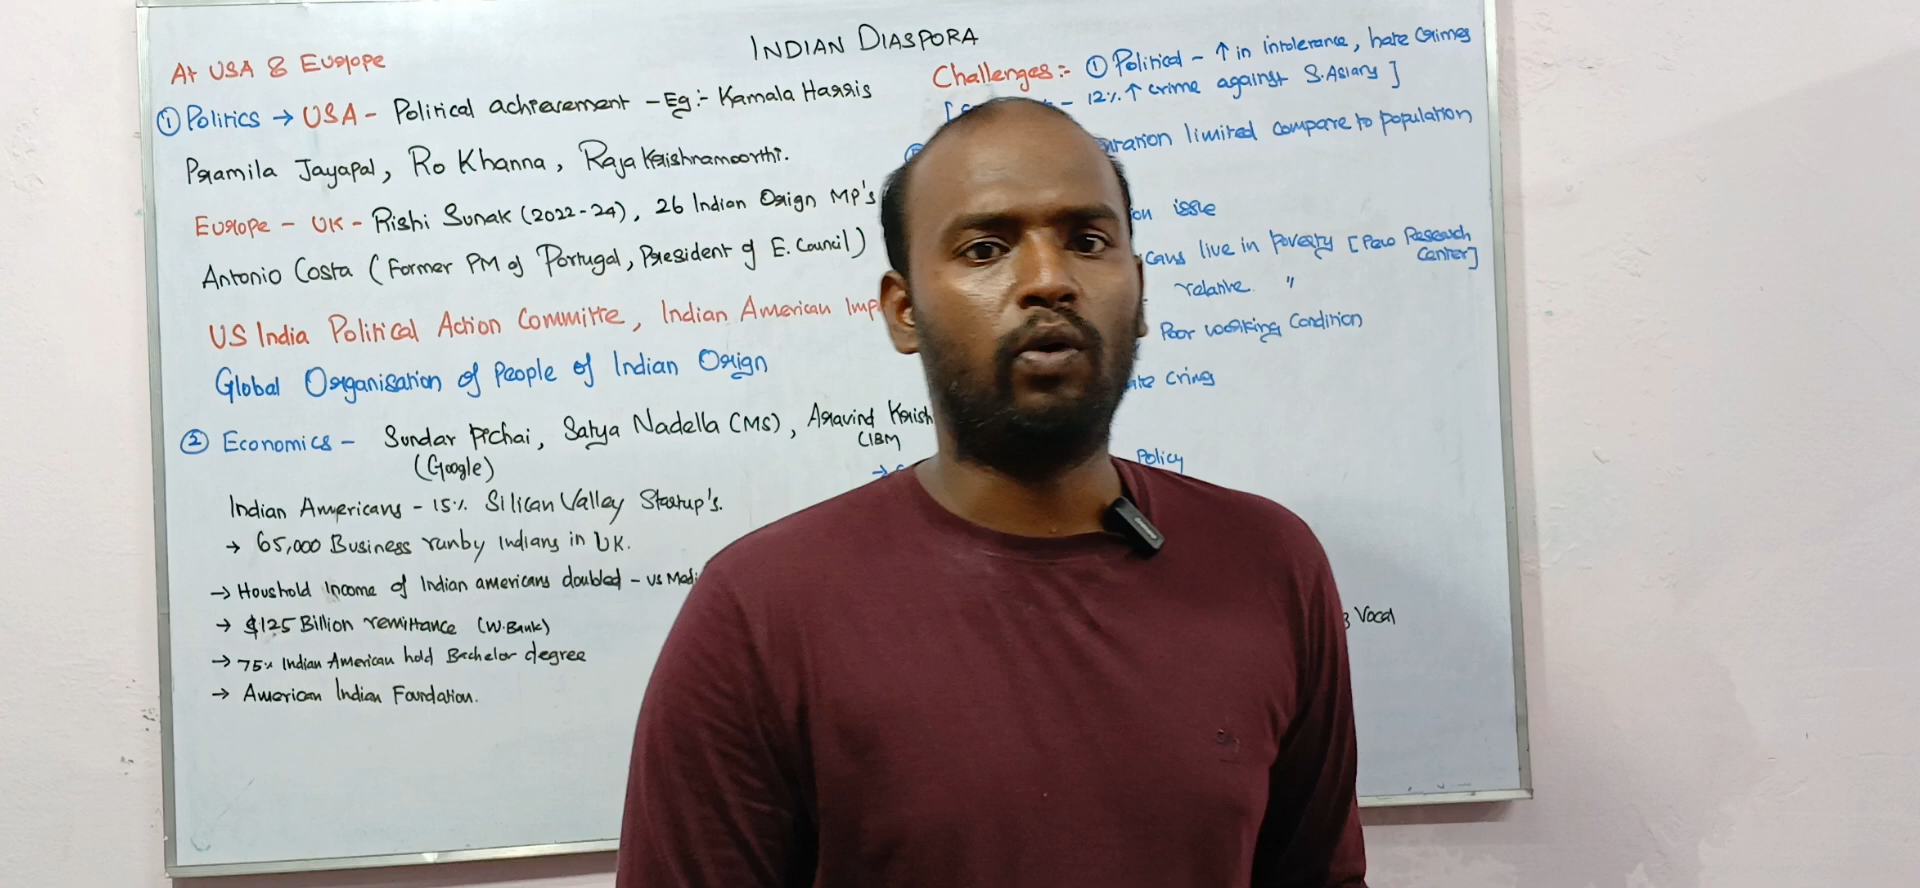 INDIAN DIASPORA
At USA & Europe
① Politics → USA - Political achievement - Eg:- Kamala Harris
Pramila Jayapal, Ro Khanna, Raja Krishnamoorthi.
Europe - UK - Rishi Sunak (2022-24), 26 Indian Orign MP's
Antonio Costa (Former PM of Portugal, President of E. Council)
US India Political Action Committe, Indian American Imp
Global Organisation of People of Indian Orign
② Economics - Sundar Pichai, Satya Nadella (MS), Aravind Krish
(Google)
(IBM
Indian Americans - 15% Silican Valley Startup's.
→ 65,000 Business runby Indians in UK.
→ Houshold Income of Indian americans doubled - US Medi
→ $125 Billion remittance (W.Bank)
→ 75% Indian American hold Bachelor degree
→ American Indian Foundation.
Challenges:- ① Political - ↑ in intolerance, hate crimes
- 12% ↑ crime against S.Asians]
limited compare to population
issue
live in poverty [Pew Research
Center]
relative "
Poor working Condition
crims
Policy
& Vocal